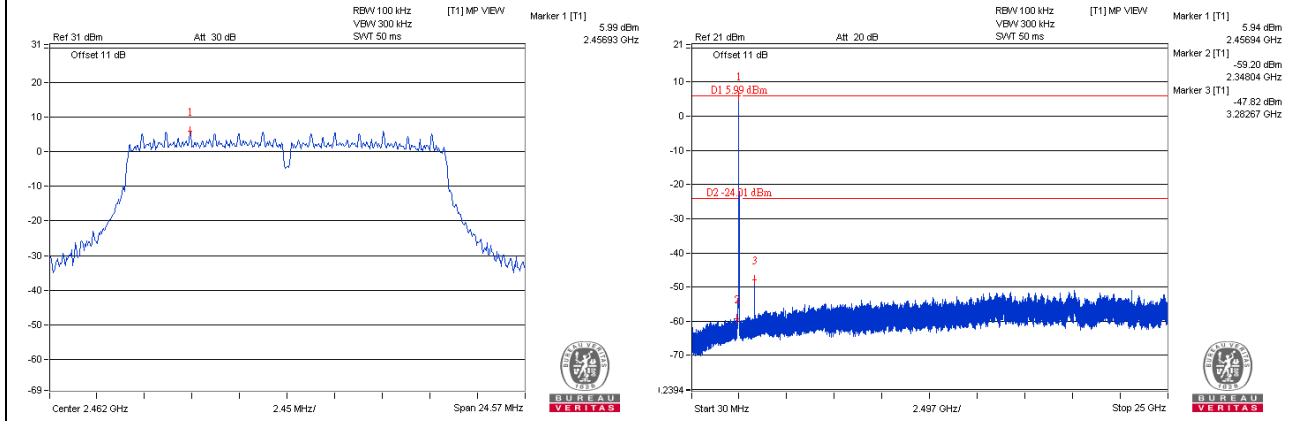 RBW 100 kHz
VBW 300 kHz
SWT 50 ms
[T1] MP VIEW
Marker 1 [T1]
5.99 dBm
2.45693 GHz
Ref 31 dBm
Att 30 dB
31
Offset 11 dB
20
1
10
0
-10
-20
-30
-40
-50
-60
-69
Center 2.462 GHz
2.45 MHz/
Span 24.57 MHz
BUREAU VERITAS
1828
BUREAU
VERITAS
RBW 100 kHz
VBW 300 kHz
SWT 50 ms
[T1] MP VIEW
Marker 1 [T1]
5.94 dBm
2.45694 GHz
Marker 2 [T1]
-59.20 dBm
2.34804 GHz
Marker 3 [T1]
-47.82 dBm
3.28267 GHz
Ref 21 dBm
Att 20 dB
21
Offset 11 dB
1
10
D1 5.99 dBm
0
-10
-20
D2 -24.01 dBm
-30
-40
3
-50
2
-60
-70
.2394
Start 30 MHz
2.497 GHz/
Stop 25 GHz
BUREAU VERITAS
1828
BUREAU
VERITAS